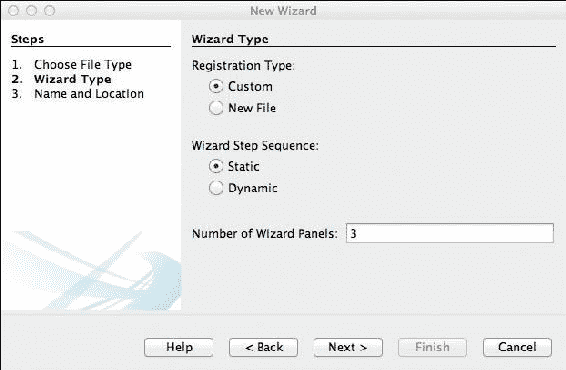 New Wizard
Steps
1. Choose File Type
2. Wizard Type
3. Name and Location
Wizard Type
Registration Type:
Custom
New File
Wizard Step Sequence:
Static
Dynamic
Number of Wizard Panels: 3
Help < Back Next > Finish Cancel